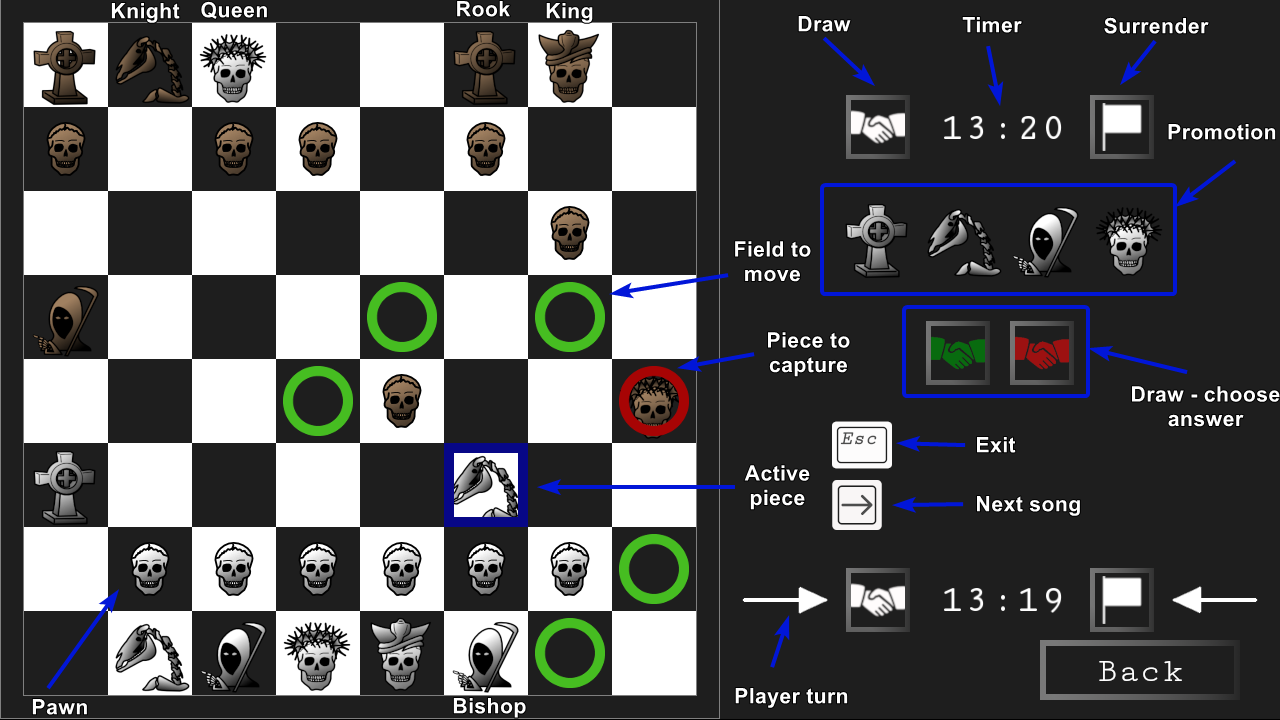 Knight Queen Rook King
Draw Timer Surrender
13:20
Promotion
Field to
move
Piece to
capture
Draw - choose
answer
Esc Exit
Active
piece
Next song
13:19
Back
Player turn
Pawn
Bishop